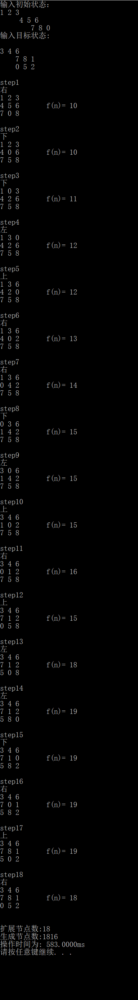 输入初始状态:
1 2 3
4 5 6
7 8 0
输入目标状态:
3 4 6
7 8 1
0 5 2
step1
右
1 2 3
4 5 6 f(n)= 10
7 0 8
step2
下
1 2 3
4 0 6 f(n)= 10
7 5 8
step3
下
1 0 3
4 2 6 f(n)= 11
7 5 8
step4
左
1 3 0
4 2 6 f(n)= 12
7 5 8
step5
上
1 3 6
4 2 0 f(n)= 12
7 5 8
step6
右
1 3 6
4 0 2 f(n)= 13
7 5 8
step7
右
1 3 6
0 4 2 f(n)= 14
7 5 8
step8
下
0 3 6
1 4 2 f(n)= 15
7 5 8
step9
左
3 0 6
1 4 2 f(n)= 15
7 5 8
step10
上
3 4 6
1 0 2 f(n)= 15
7 5 8
step11
右
3 4 6
0 1 2 f(n)= 16
7 5 8
step12
上
3 4 6
7 1 2 f(n)= 15
0 5 8
step13
左
3 4 6
7 1 2 f(n)= 18
5 0 8
step14
左
3 4 6
7 1 2 f(n)= 19
5 8 0
step15
下
3 4 6
7 1 0 f(n)= 19
5 8 2
step16
右
3 4 6
7 0 1 f(n)= 19
5 8 2
step17
上
3 4 6
7 8 1 f(n)= 19
5 0 2
step18
右
3 4 6
7 8 1 f(n)= 18
0 5 2
扩展节点数:18
生成节点数:1816
操作时间为: 583.0000ms
请按任意键继续. . .